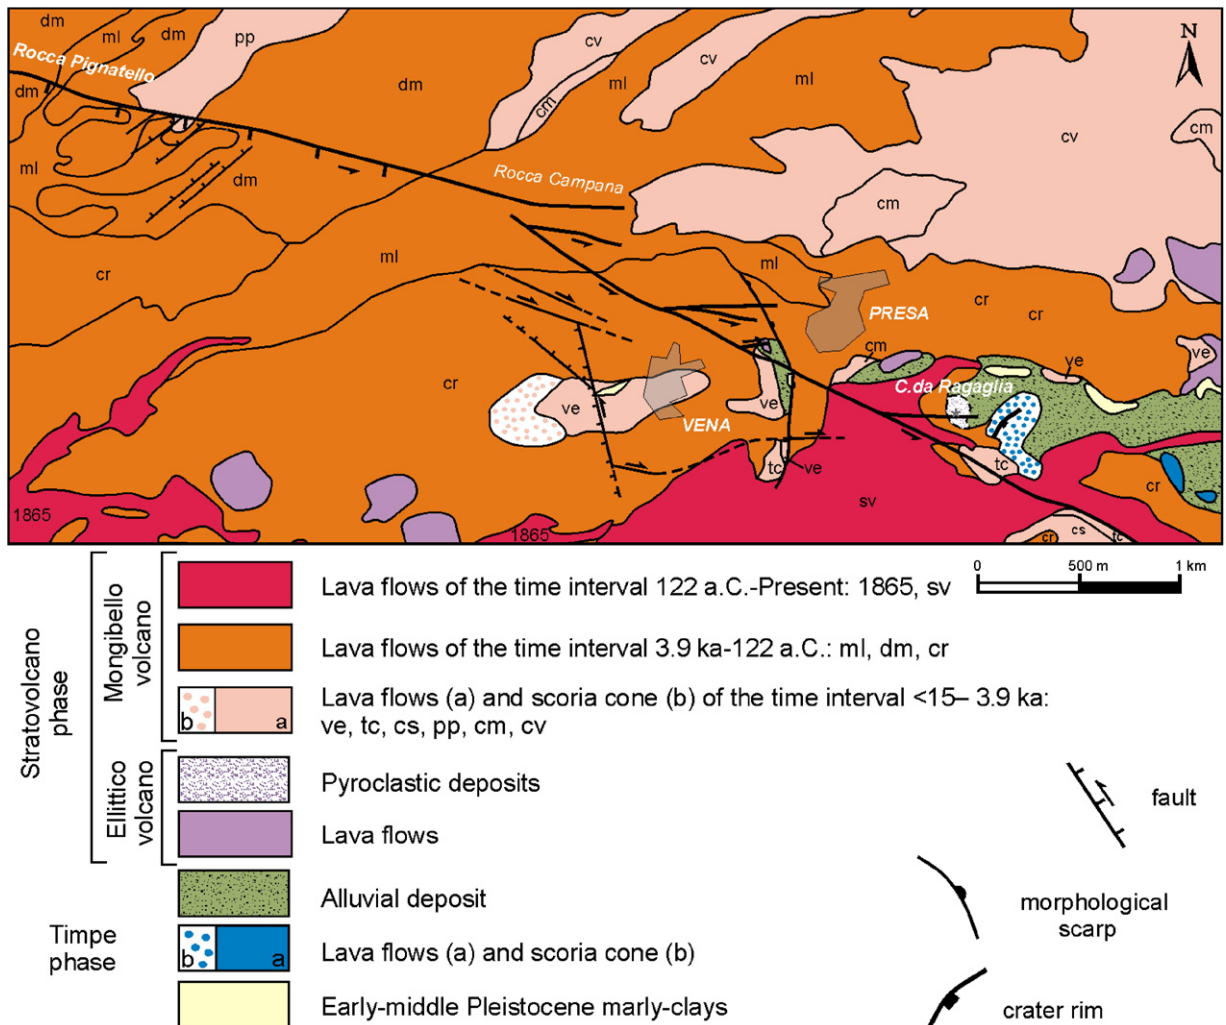 dm
ml
dm
pp
Rocca Pignatello
dm
dm
cv
cv
cm
ml
ml
N
cv
cm
ml
dm
Rocca Campana
cm
cr
ml
ml
PRESA
cr
cr
cm
ve
ve
C.da Ragaglia
cr
ve
VENA
ve
tc
ve
tc
cr
sv
1865
1865
cs
cr
tc
0
500 m
1 km
Stratovolcano
phase
Mongibello
volcano
Lava flows of the time interval 122 a.C.-Present: 1865, sv
Lava flows of the time interval 3.9 ka-122 a.C.: ml, dm, cr
b
a
Lava flows (a) and scoria cone (b) of the time interval <15– 3.9 ka:
ve, tc, cs, pp, cm, cv
Ellittico
volcano
Pyroclastic deposits
Lava flows
Alluvial deposit
Timpe
phase
b
a
Lava flows (a) and scoria cone (b)
Early-middle Pleistocene marly-clays
fault
morphological
scarp
crater rim